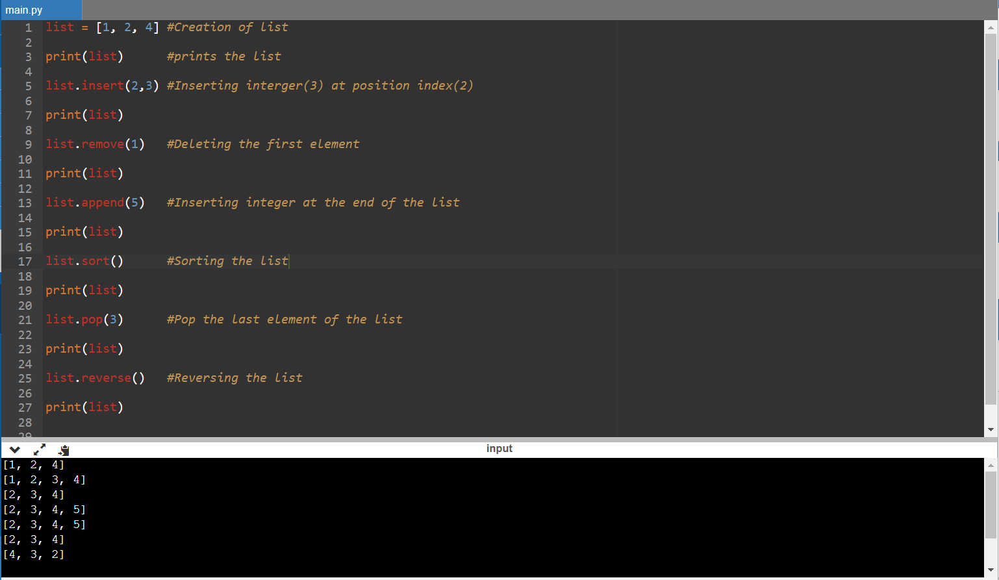 main.py
1 list = [1, 2, 4] #Creation of list
2
3 print(list)      #prints the list
4
5 list.insert(2,3) #Inserting interger(3) at position index(2)
6
7 print(list)
8
9 list.remove(1)   #Deleting the first element
10
11 print(list)
12
13 list.append(5)   #Inserting integer at the end of the list
14
15 print(list)
16
17 list.sort()      #Sorting the list
18
19 print(list)
20
21 list.pop(3)      #Pop the last element of the list
22
23 print(list)
24
25 list.reverse()   #Reversing the list
26
27 print(list)
28
29
input
[1, 2, 4]
[1, 2, 3, 4]
[2, 3, 4]
[2, 3, 4, 5]
[2, 3, 4, 5]
[2, 3, 4]
[4, 3, 2]